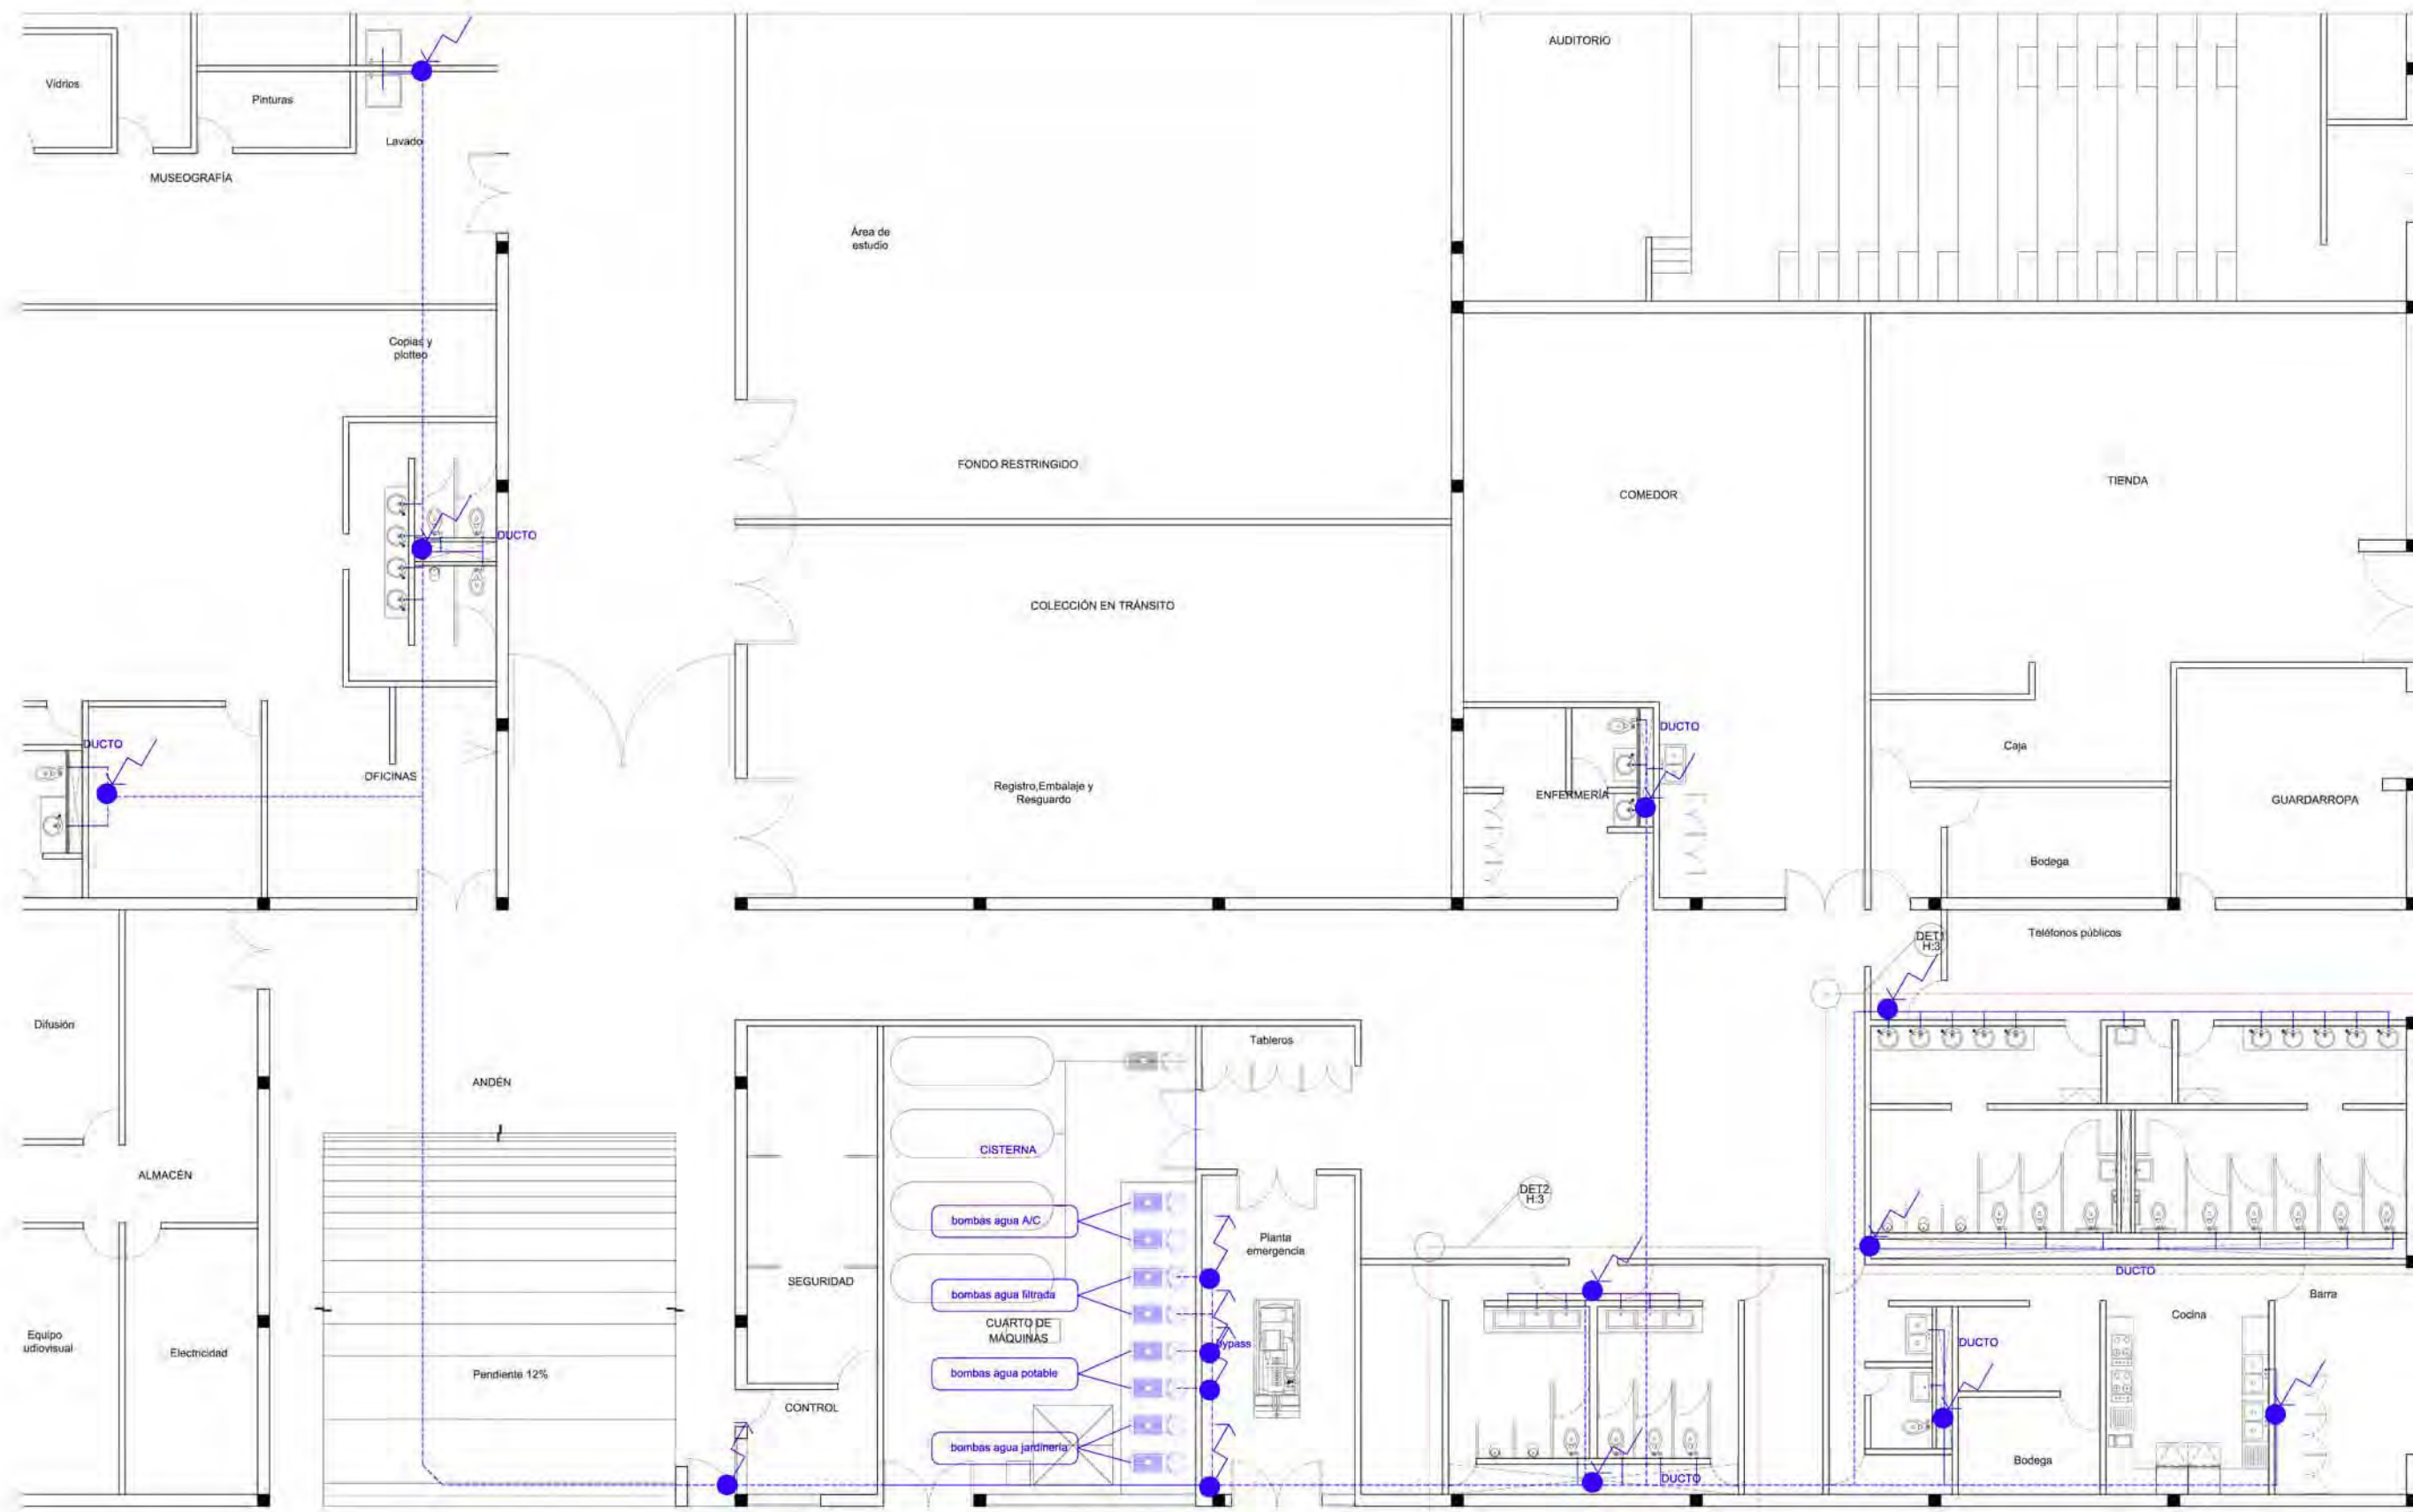 AUDITORIO
Vidrios
Pinturas
Lavado
MUSEOGRAFÍA
Área de
estudio
Copias y
plotteo
FONDO RESTRINGIDO
COMEDOR
TIENDA
DUCTO
COLECCIÓN EN TRÁNSITO
DUCTO
DUCTO
OFICINAS
Caja
Registro,Embalaje y
Resguardo
ENFERMERÍA
GUARDARROPA
Bodega
Teléfonos públicos
DET1
H:3
Difusión
Tableros
ANDÉN
CISTERNA
ALMACÉN
DET2
H:3
bombas agua A/C
Planta
emergencia
SEGURIDAD
DUCTO
bombas agua filtrada
Barra
Cocina
CUARTO DE
MÁQUINAS
Equipo
udiovisual
Electricidad
bypass
DUCTO
Pendiente 12%
bombas agua potable
CONTROL
bombas agua jardinería
Bodega
DUCTO